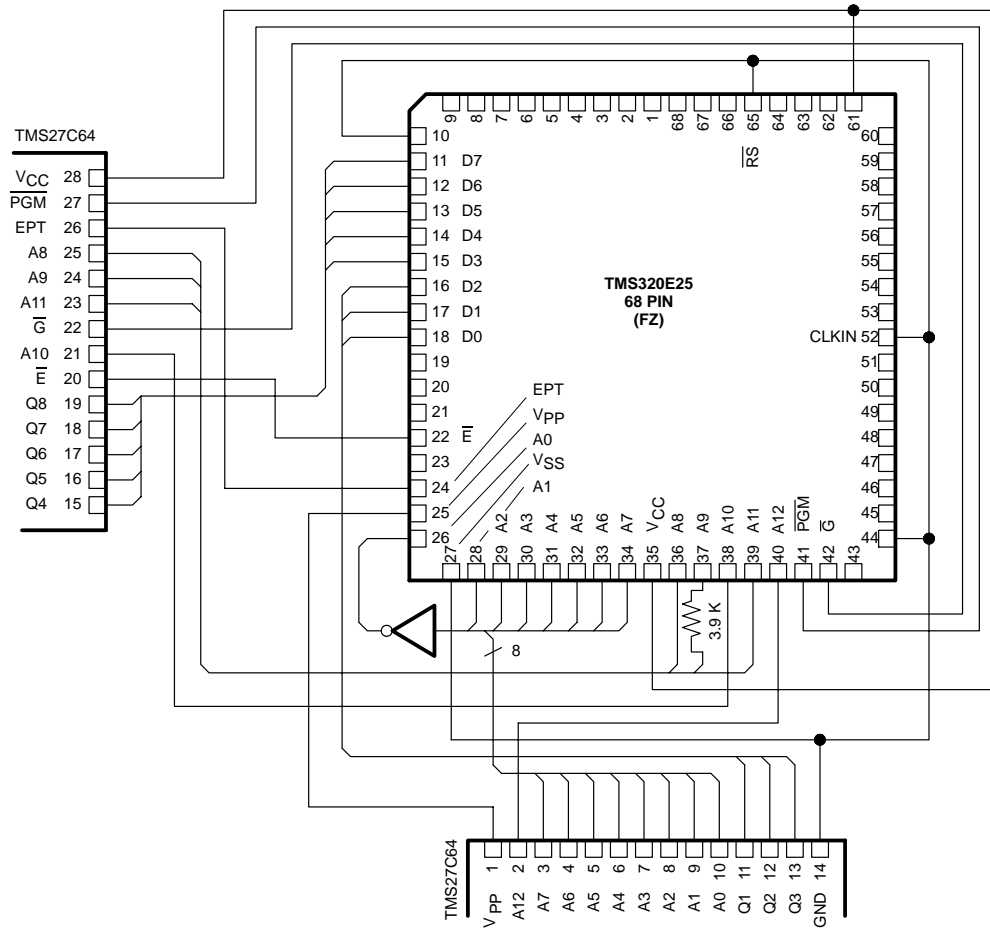 9 8 7 6 5 4 3 2 1 68 67 66 65 64 63 62 61
R̅S̅
TMS27C64
VCC 28
P̅G̅M̅ 27
EPT 26
A8 25
A9 24
A11 23
G̅ 22
A10 21
E̅ 20
Q8 19
Q7 18
Q6 17
Q5 16
Q4 15
10
11 D7
12 D6
13 D5
14 D4
15 D3
16 D2
17 D1
18 D0
19
20
21
22 E̅
23
24
25
26
EPT
VPP
A0
VSS
A1
TMS320E25
68 PIN
(FZ)
60
59
58
57
56
55
54
53
CLKIN 52
51
50
49
48
47
46
45
44
A2 A3 A4 A5 A6 A7 VCC A8 A9 A10 A11 A12 P̅G̅M̅ G̅
27 28 29 30 31 32 33 34 35 36 37 38 39 40 41 42 43
3.9 K
8
TMS27C64
1 2 3 4 5 6 7 8 9 10 11 12 13 14
VPP A12 A7 A6 A5 A4 A3 A2 A1 A0 Q1 Q2 Q3 GND